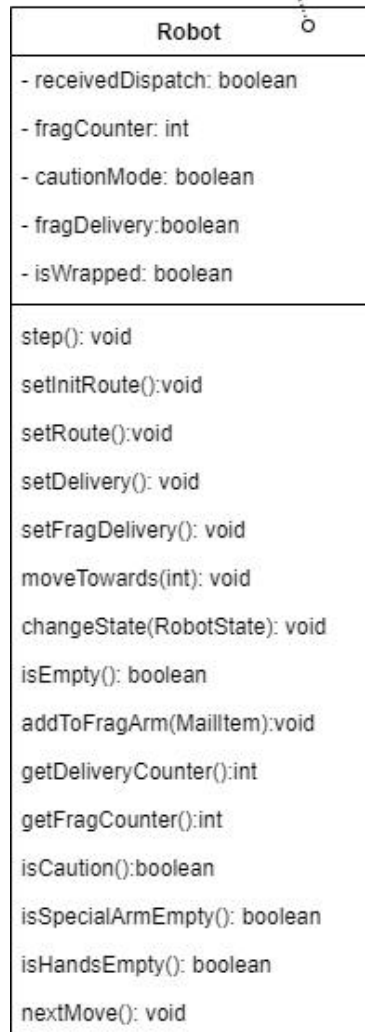 Robot
- receivedDispatch: boolean
- fragCounter: int
- cautionMode: boolean
- fragDelivery:boolean
- isWrapped: boolean
step(): void
setInitRoute():void
setRoute():void
setDelivery(): void
setFragDelivery(): void
moveTowards(int): void
changeState(RobotState): void
isEmpty(): boolean
addToFragArm(MailItem):void
getDeliveryCounter():int
getFragCounter():int
isCaution():boolean
isSpecialArmEmpty(): boolean
isHandsEmpty(): boolean
nextMove(): void